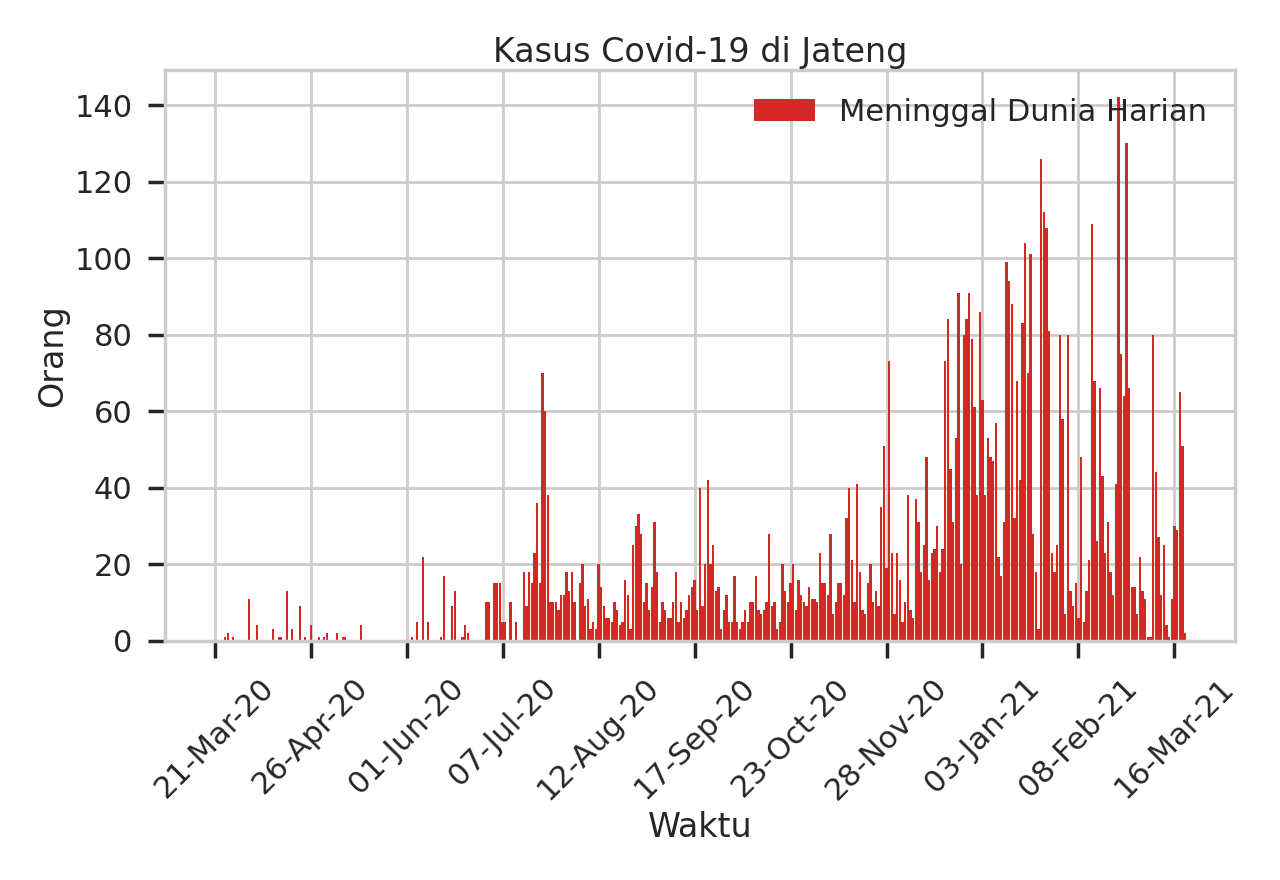 Kasus Covid-19 di Jateng
Meninggal Dunia Harian
Orang
140
120
100
80
60
40
20
0
21-Mar-20
26-Apr-20
01-Jun-20
07-Jul-20
12-Aug-20
17-Sep-20
23-Oct-20
28-Nov-20
03-Jan-21
08-Feb-21
16-Mar-21
Waktu